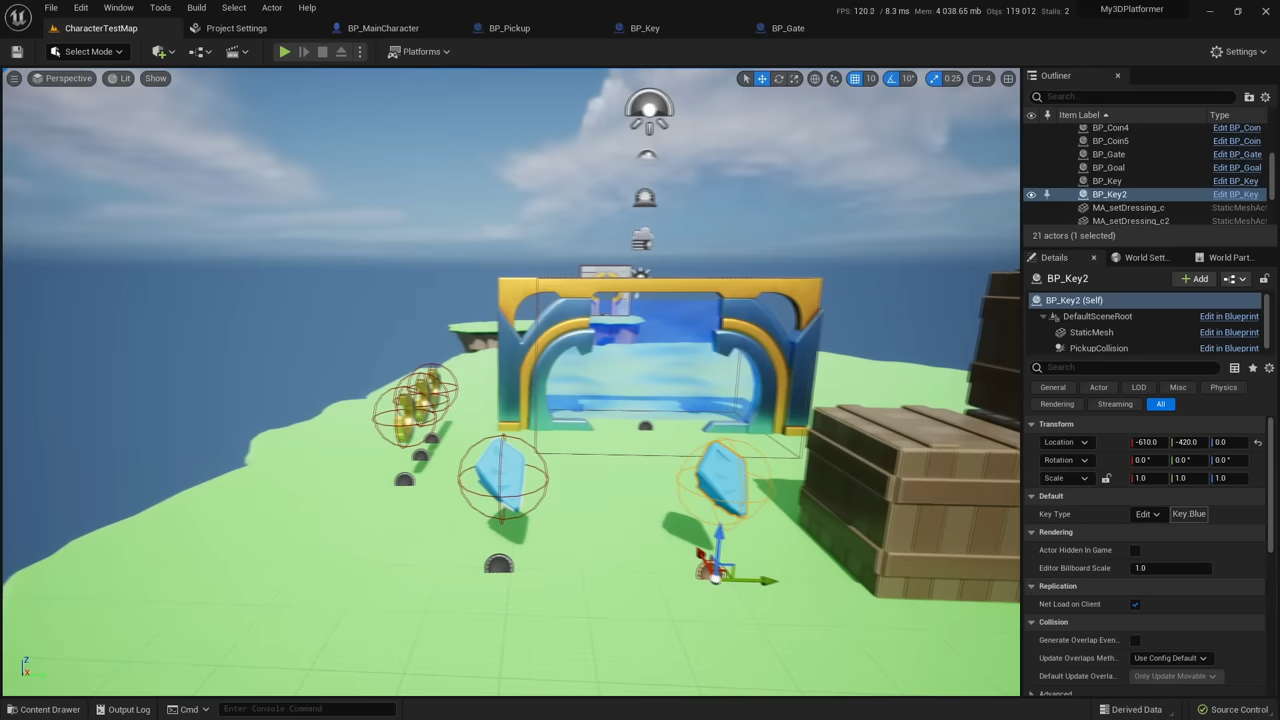 File Edit Window Tools Build Select Actor Help
FPS: 120.0 / 8.3 ms Mem: 4 038.65 mb Objs: 119 012 Stalls: 2
My3DPlatformer
CharacterTestMap
Project Settings
BP_MainCharacter
BP_Pickup
BP_Key
BP_Gate
Select Mode
Platforms
Settings
Perspective
Lit
Show
10
10°
0.25
4
Outliner
Search...
Item Label
Type
BP_Coin4 Edit BP_Coin
BP_Coin5 Edit BP_Coin
BP_Gate Edit BP_Gate
BP_Goal Edit BP_Goal
BP_Key Edit BP_Key
BP_Key2 Edit BP_Key
MA_setDressing_c StaticMeshAct
MA_setDressing_c2 StaticMeshAct
21 actors (1 selected)
Details
World Sett...
World Part...
BP_Key2
Add
BP_Key2 (Self)
DefaultSceneRoot Edit in Blueprint
StaticMesh Edit in Blueprint
PickupCollision Edit in Blueprint
Search
General Actor LOD Misc Physics
Rendering Streaming All
Transform
Location -610.0 -420.0 0.0
Rotation 0.0 ° 0.0 ° 0.0 °
Scale 1.0 1.0 1.0
Default
Key Type Edit Key.Blue
Rendering
Actor Hidden In Game
Editor Billboard Scale 1.0
Replication
Net Load on Client
Collision
Generate Overlap Even...
Update Overlaps Meth... Use Config Default
Default Update Overla... Only Update Movable
Advanced
Z
X
Content Drawer
Output Log
Cmd
Enter Console Command
Derived Data
Source Control